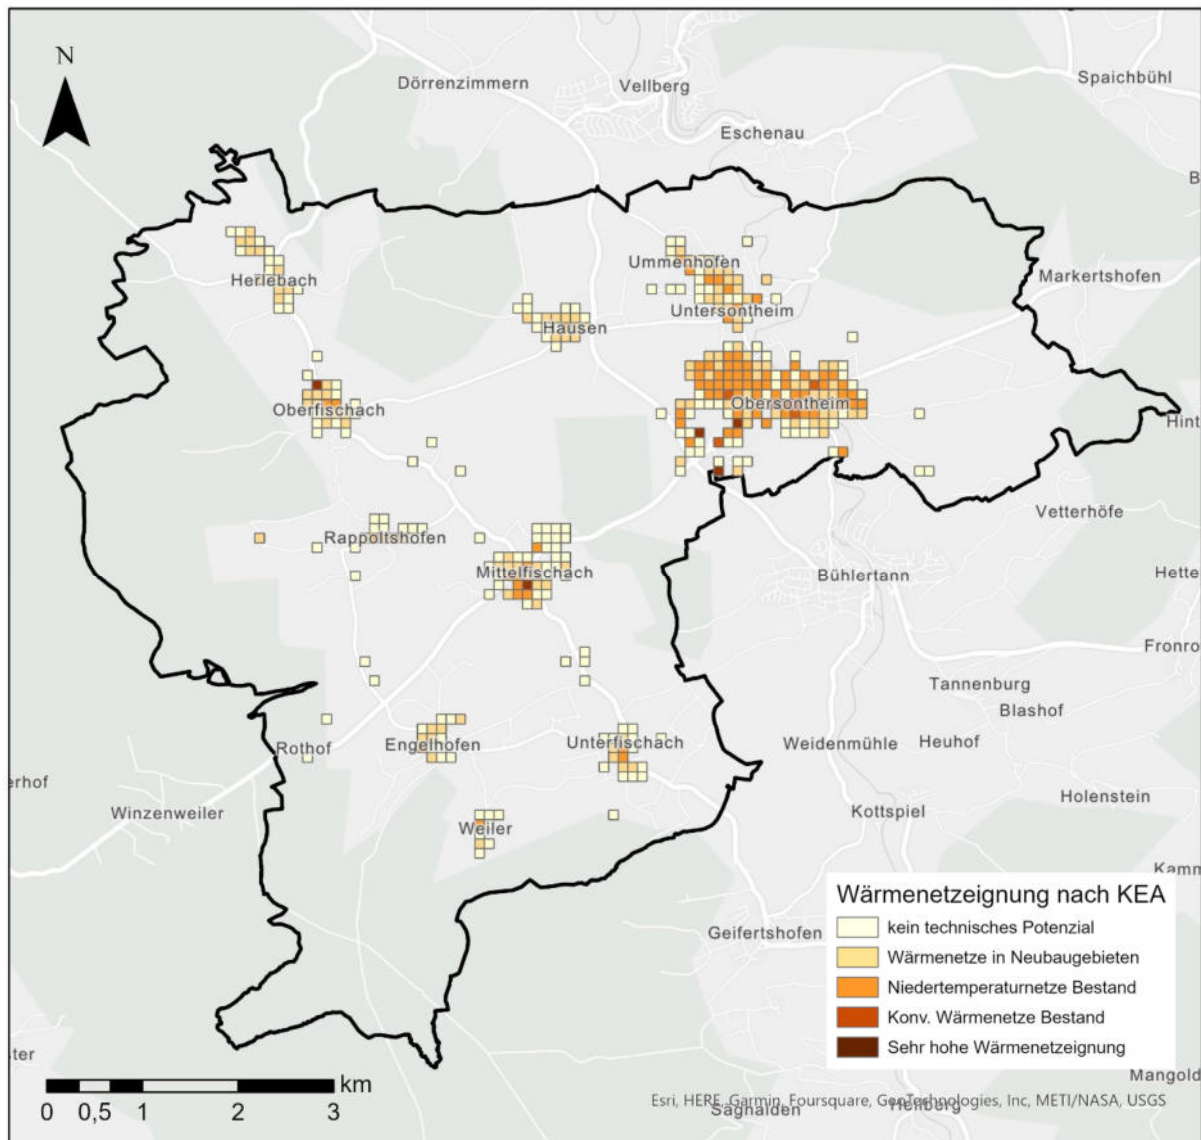 N
Dörrenzimmern
Vellberg
Spaichbühl
Eschenau
B
Ummenhofen
Markertshofen
Herlebach
Untersontheim
Hausen
Obersontheim
Oberfischach
Hint
Vetterhöfe
Rappoltshofen
Mittelfischach
Bühlertann
Hette
Fronro
Tannenburg
Blashof
Rothof
Engelhofen
Unterfischach
Weidenmühle
Heuhof
erhof
Winzenweiler
Holenstein
Kottspiel
Weiler
Kamm
Geifertshofen
Wärmenetzeignung nach KEA
kein technisches Potenzial
Wärmenetze in Neubaugebieten
Niedertemperaturnetze Bestand
Konv. Wärmenetze Bestand
Sehr hohe Wärmenetzeignung
ster
Mangold
km
0 0,5 1 2 3
Esri, HERE, Garmin, Foursquare, GeoTechnologies, Inc, METI/NASA, USGS